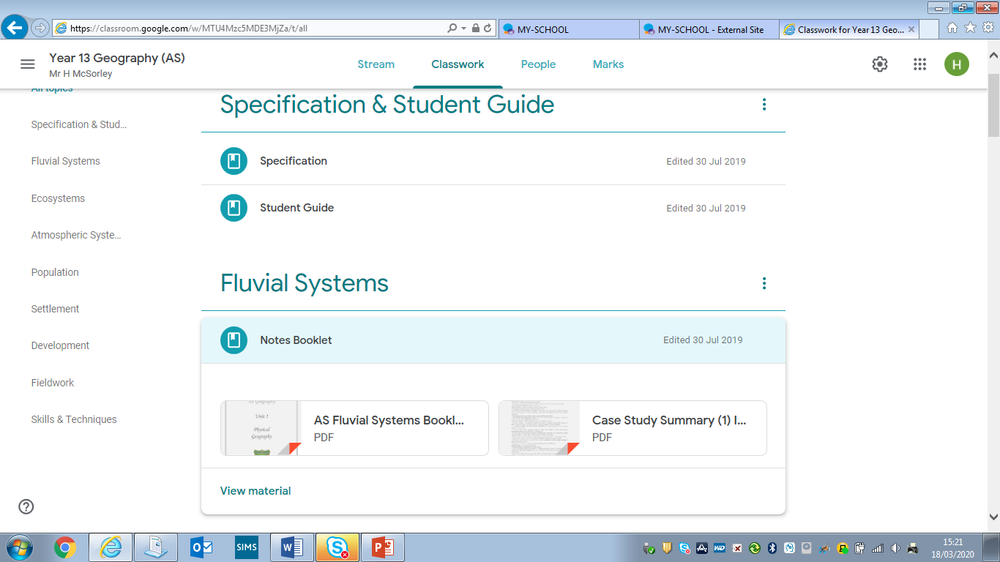 https://classroom.google.com/w/MTU4Mzc5MDE3MjZa/t/all
MY-SCHOOL
MY-SCHOOL - External Site
Classwork for Year 13 Geo...
Year 13 Geography (AS)
Mr H McSorley
Stream
Classwork
People
Marks
H
All topics
Specification & Stud...
Fluvial Systems
Ecosystems
Atmospheric Syste...
Population
Settlement
Development
Fieldwork
Skills & Techniques
Specification & Student Guide
Specification
Edited 30 Jul 2019
Student Guide
Edited 30 Jul 2019
Fluvial Systems
Notes Booklet
Edited 30 Jul 2019
AS Geography
Unit 1
Physical
Geography
AS Fluvial Systems Bookl...
PDF
Case Study Summary (1) I...
PDF
View material
SIMS
15:21
18/03/2020